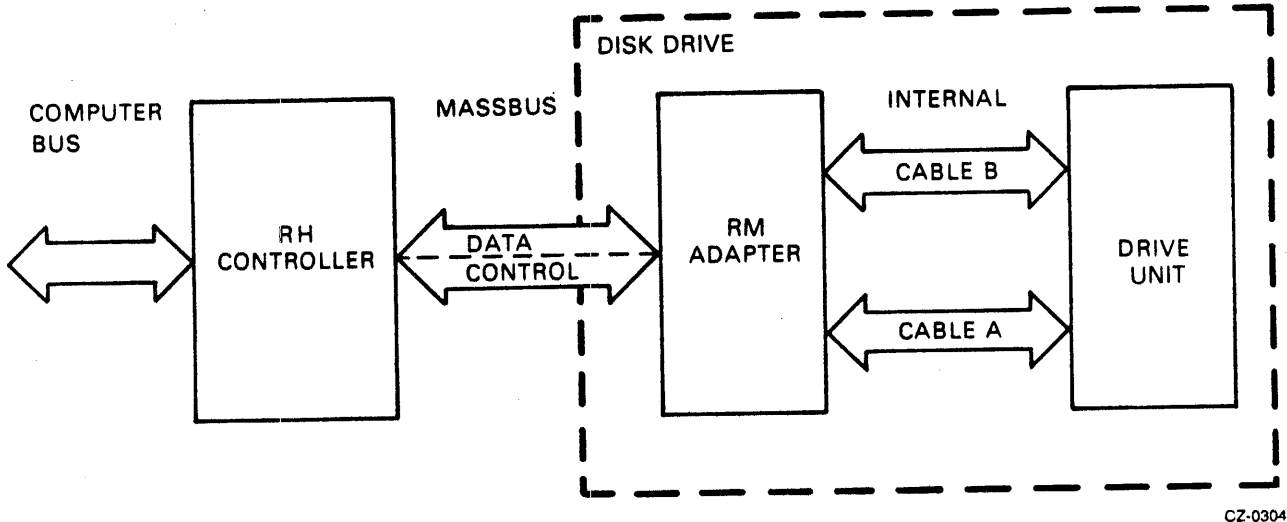 DISK DRIVE
COMPUTER
BUS
MASSBUS
INTERNAL
RH
CONTROLLER
DATA
CONTROL
RM
ADAPTER
CABLE B
CABLE A
DRIVE
UNIT
CZ-0304